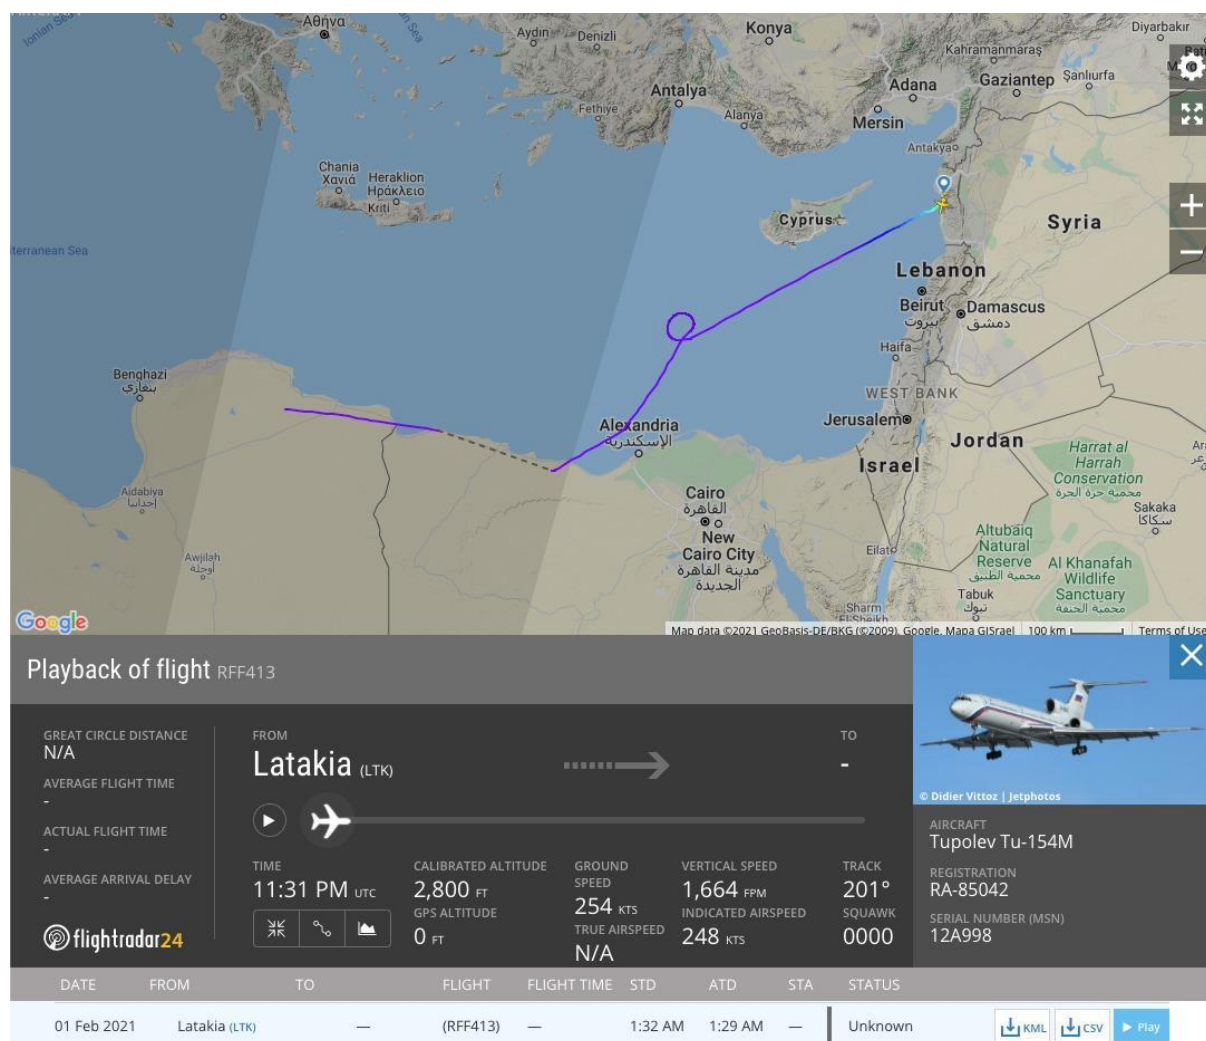 Ionian Sea
Αθήνα
Aydın
Denizli
Konya
Diyarbakır
Kahramanmaraş
Gaziantep
Şanlıurfa
Adana
Antalya
Fethiye
Alanya
Mersin
Antakya
Chania
Χανιά
Heraklion
Ηράκλειο
Kriti
Cyprus
Syria
terranean Sea
Lebanon
Beirut
بيروت
Damascus
دمشق
Haifa
Benghazi
بنغازي
WEST BANK
Alexandria
الإسكندرية
Jerusalem
Jordan
Israel
Harrat al
Harrah
Conservation
محمية حرة الحرة
Ajdabiya
إجدابيا
Cairo
القاهرة
New
Cairo City
مدينة القاهرة
الجديدة
Sakaka
سكاكا
Altubaiq
Natural
Reserve
محمية الطبيق
Eilat
Al Khanafah
Wildlife
Sanctuary
محمية الخنفة
Awjilah
أوجلة
Tabuk
تبوك
Sharm
El-Sheikh
Google
Map data ©2021 GeoBasis-DE/BKG (©2009), Google, Mapa GISrael
100 km
Terms of Use
Playback of flight RFF413
GREAT CIRCLE DISTANCE
N/A
AVERAGE FLIGHT TIME
-
ACTUAL FLIGHT TIME
-
AVERAGE ARRIVAL DELAY
-
flightradar24
FROM
Latakia (LTK)
TO
-
TIME
11:31 PM UTC
CALIBRATED ALTITUDE
2,800 FT
GPS ALTITUDE
0 FT
GROUND
SPEED
254 KTS
TRUE AIRSPEED
N/A
VERTICAL SPEED
1,664 FPM
INDICATED AIRSPEED
248 KTS
TRACK
201°
SQUAWK
0000
© Didier Vittoz | Jetphotos
AIRCRAFT
Tupolev Tu-154M
REGISTRATION
RA-85042
SERIAL NUMBER (MSN)
12A998
DATE FROM TO FLIGHT FLIGHT TIME STD ATD STA STATUS
01 Feb 2021 Latakia (LTK) — (RFF413) — 1:32 AM 1:29 AM — Unknown KML CSV Play